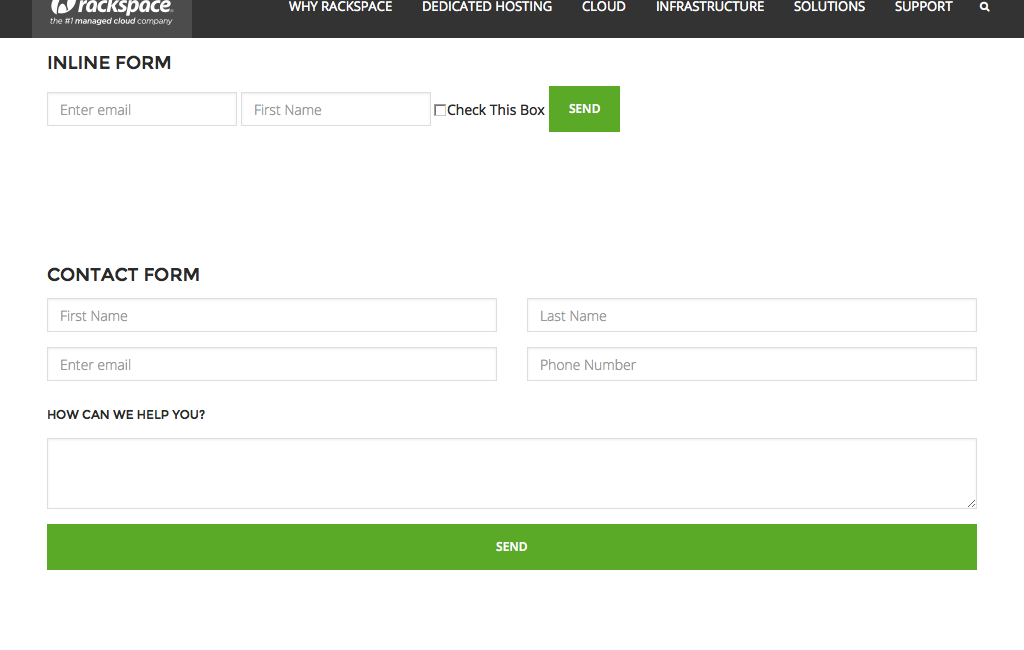 rackspace.
the #1 managed cloud company
WHY RACKSPACE DEDICATED HOSTING CLOUD INFRASTRUCTURE SOLUTIONS SUPPORT
INLINE FORM
Enter email First Name Check This Box SEND
CONTACT FORM
First Name Last Name
Enter email Phone Number
HOW CAN WE HELP YOU?
SEND